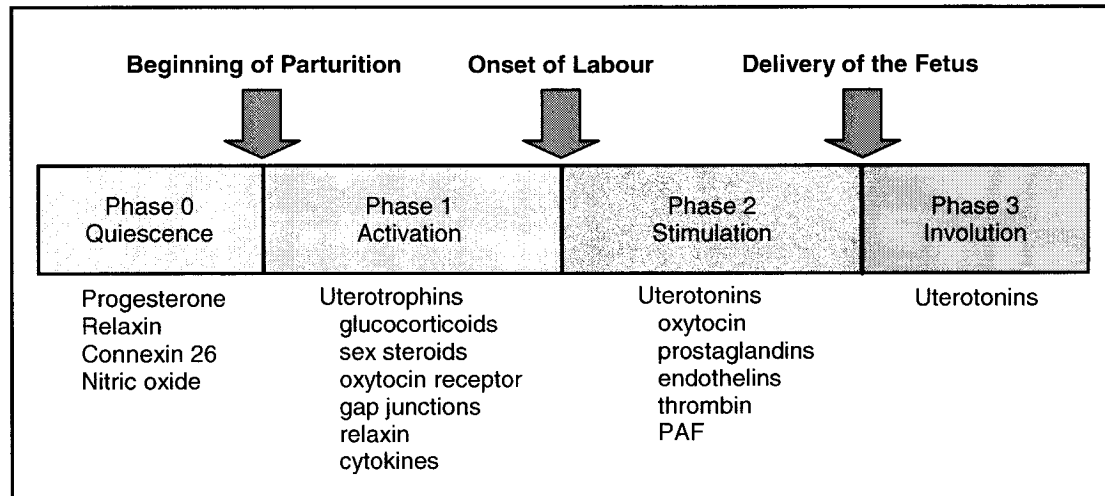 Beginning of Parturition
Onset of Labour
Delivery of the Fetus
Phase 0
Quiescence
Phase 1
Activation
Phase 2
Stimulation
Phase 3
Involution
Progesterone
Relaxin
Connexin 26
Nitric oxide
Uterotrophins
glucocorticoids
sex steroids
oxytocin receptor
gap junctions
relaxin
cytokines
Uterotonins
oxytocin
prostaglandins
endothelins
thrombin
PAF
Uterotonins